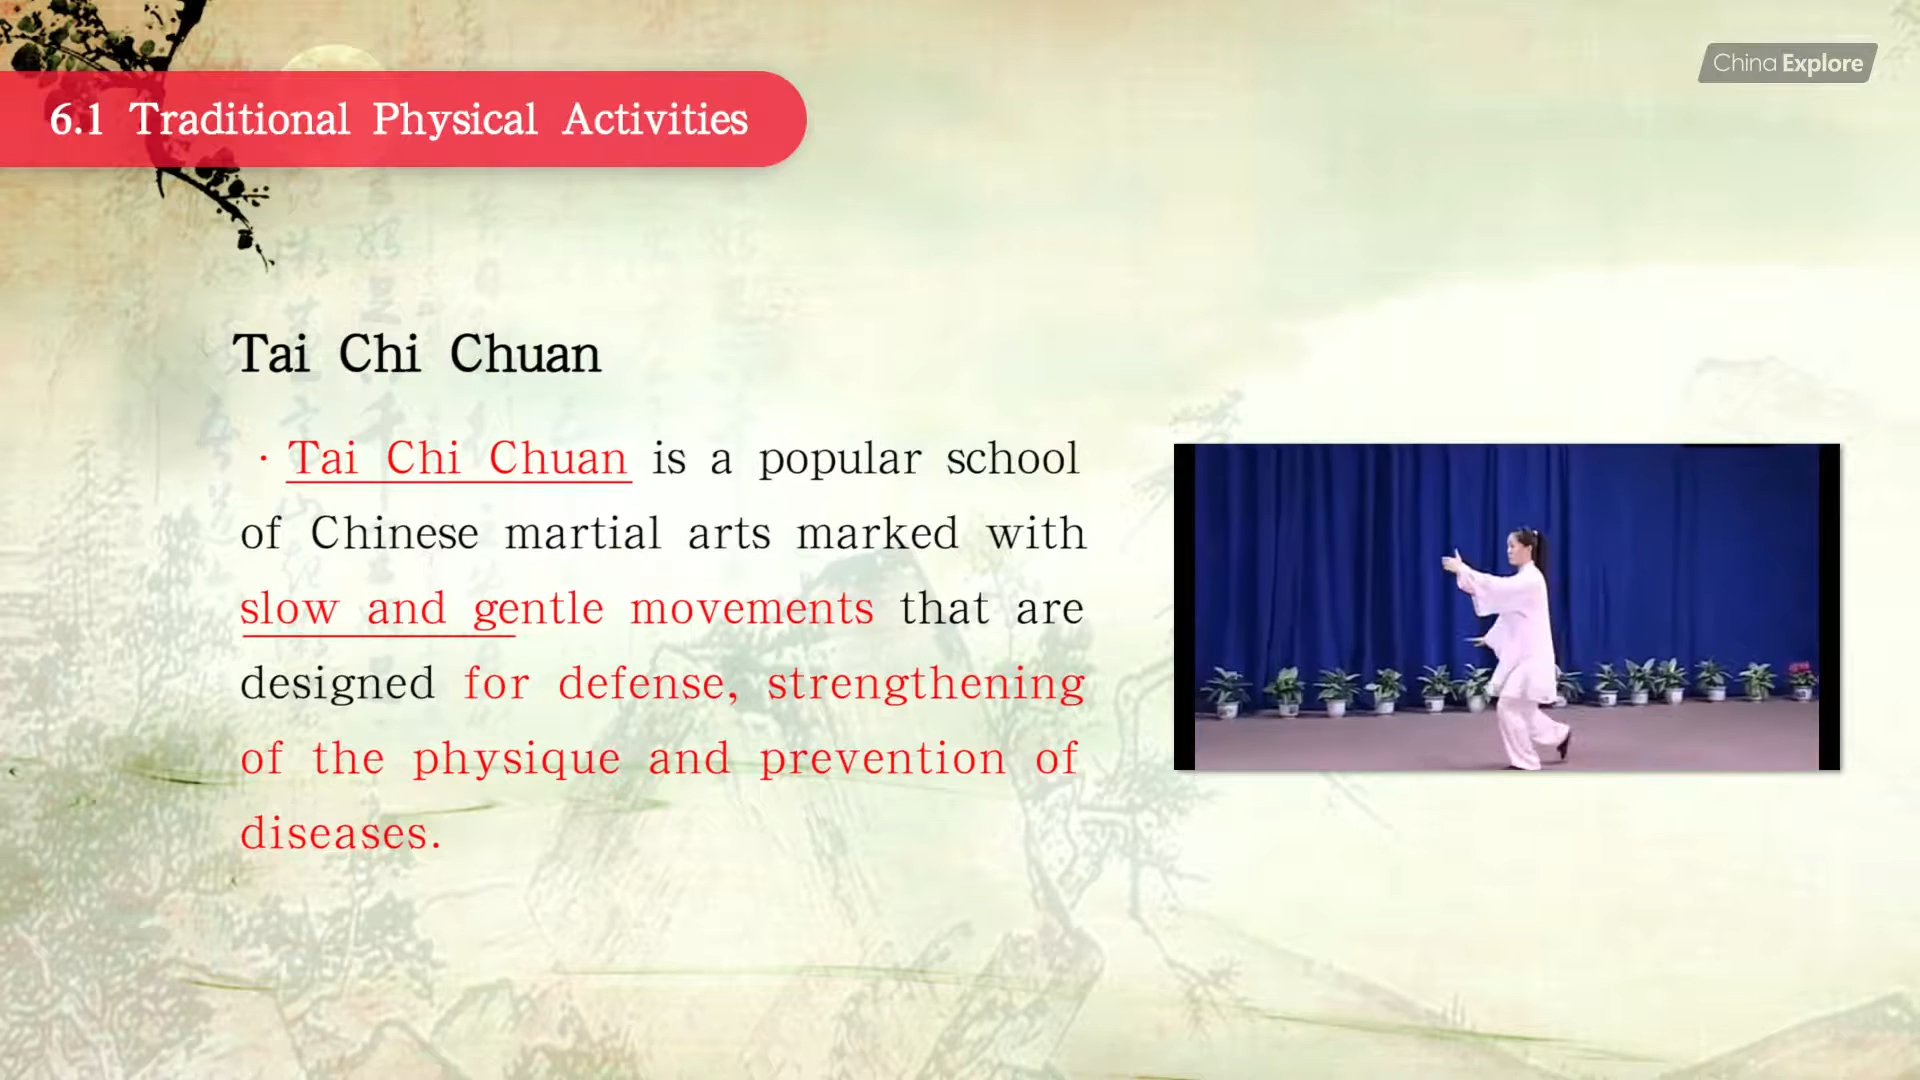 China Explore
6.1 Traditional Physical Activities
Tai Chi Chuan
· Tai Chi Chuan is a popular school
of Chinese martial arts marked with
slow and gentle movements that are
designed for defense, strengthening
of the physique and prevention of
diseases.